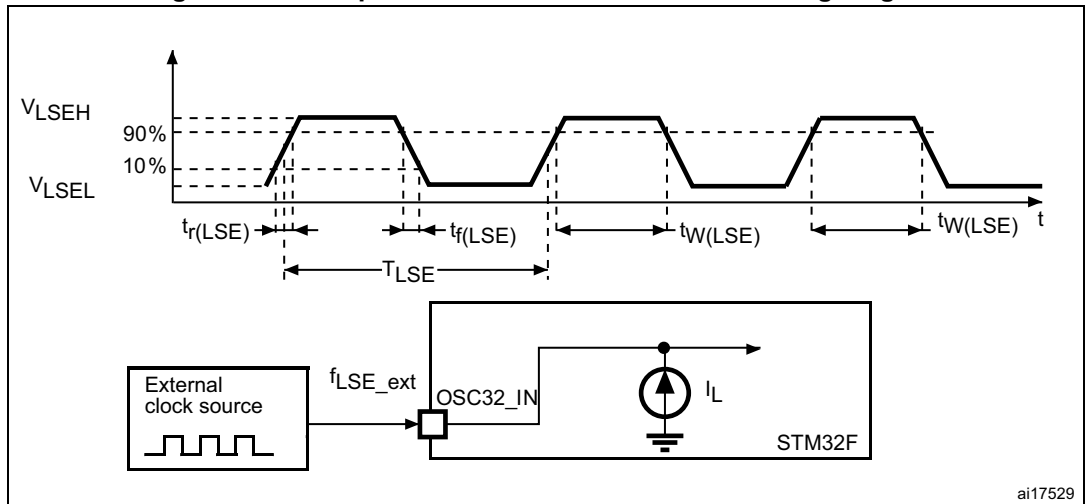 VLSEH
90%
10%
VLSEL
tr(LSE)
tf(LSE)
tW(LSE)
tW(LSE)
t
TLSE
External
clock source
fLSE_ext
OSC32_IN
IL
STM32F
ai17529